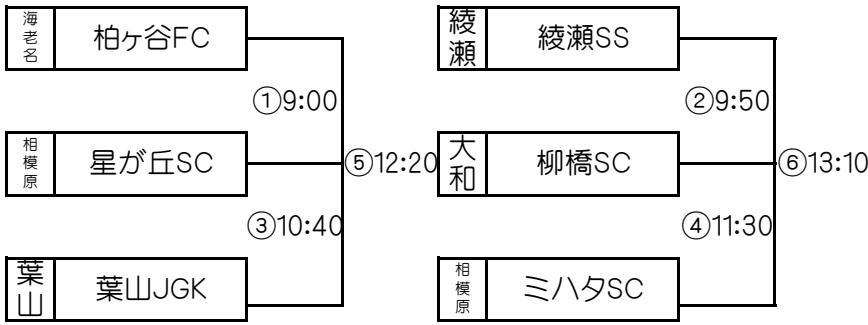 海老名 柏ヶ谷FC
①9:00
相模原 星が丘SC
⑤12:20
③10:40
葉山 葉山JGK
綾瀬 綾瀬SS
②9:50
大和 柳橋SC
⑥13:10
④11:30
相模原 ミハタSC